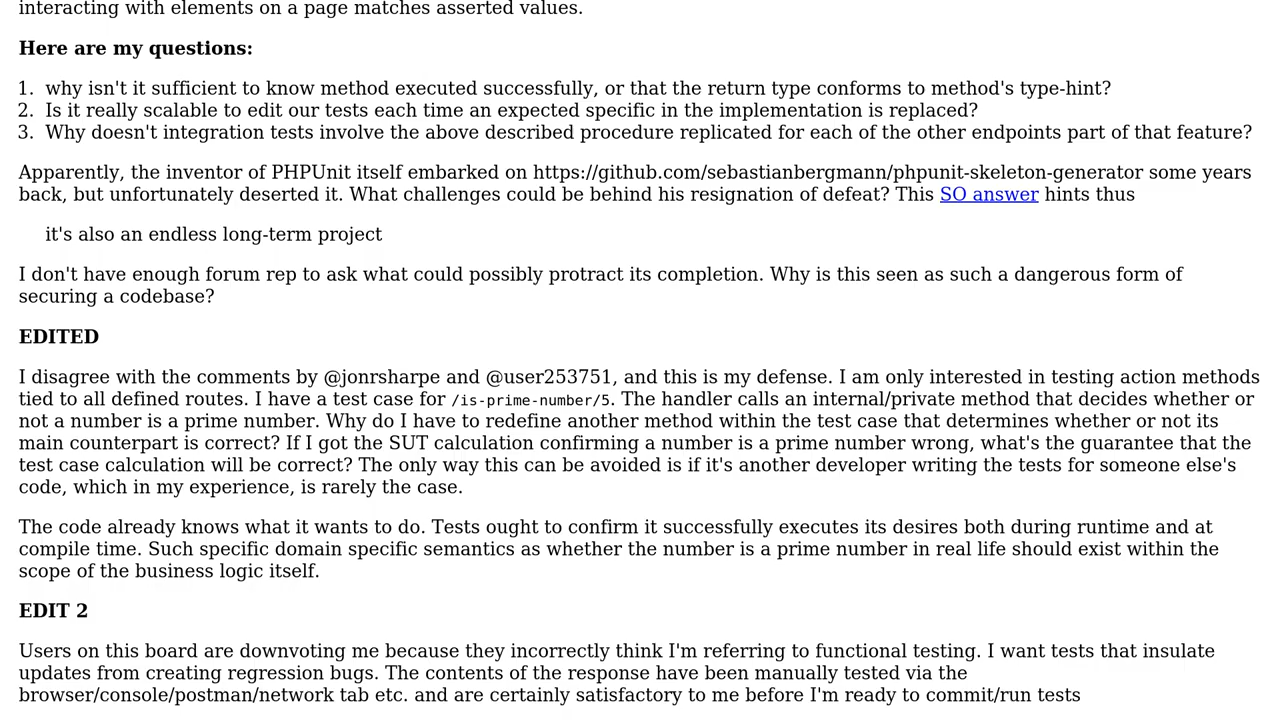 interacting with elements on a page matches asserted values.
Here are my questions:
1. why isn't it sufficient to know method executed successfully, or that the return type conforms to method's type-hint?
2. Is it really scalable to edit our tests each time an expected specific in the implementation is replaced?
3. Why doesn't integration tests involve the above described procedure replicated for each of the other endpoints part of that feature?
Apparently, the inventor of PHPUnit itself embarked on https://github.com/sebastianbergmann/phpunit-skeleton-generator some years
back, but unfortunately deserted it. What challenges could be behind his resignation of defeat? This SO answer hints thus
it's also an endless long-term project
I don't have enough forum rep to ask what could possibly protract its completion. Why is this seen as such a dangerous form of
securing a codebase?
EDITED
I disagree with the comments by @jonrsharpe and @user253751, and this is my defense. I am only interested in testing action methods
tied to all defined routes. I have a test case for /is-prime-number/5. The handler calls an internal/private method that decides whether or
not a number is a prime number. Why do I have to redefine another method within the test case that determines whether or not its
main counterpart is correct? If I got the SUT calculation confirming a number is a prime number wrong, what's the guarantee that the
test case calculation will be correct? The only way this can be avoided is if it's another developer writing the tests for someone else's
code, which in my experience, is rarely the case.
The code already knows what it wants to do. Tests ought to confirm it successfully executes its desires both during runtime and at
compile time. Such specific domain specific semantics as whether the number is a prime number in real life should exist within the
scope of the business logic itself.
EDIT 2
Users on this board are downvoting me because they incorrectly think I'm referring to functional testing. I want tests that insulate
updates from creating regression bugs. The contents of the response have been manually tested via the
browser/console/postman/network tab etc. and are certainly satisfactory to me before I'm ready to commit/run tests